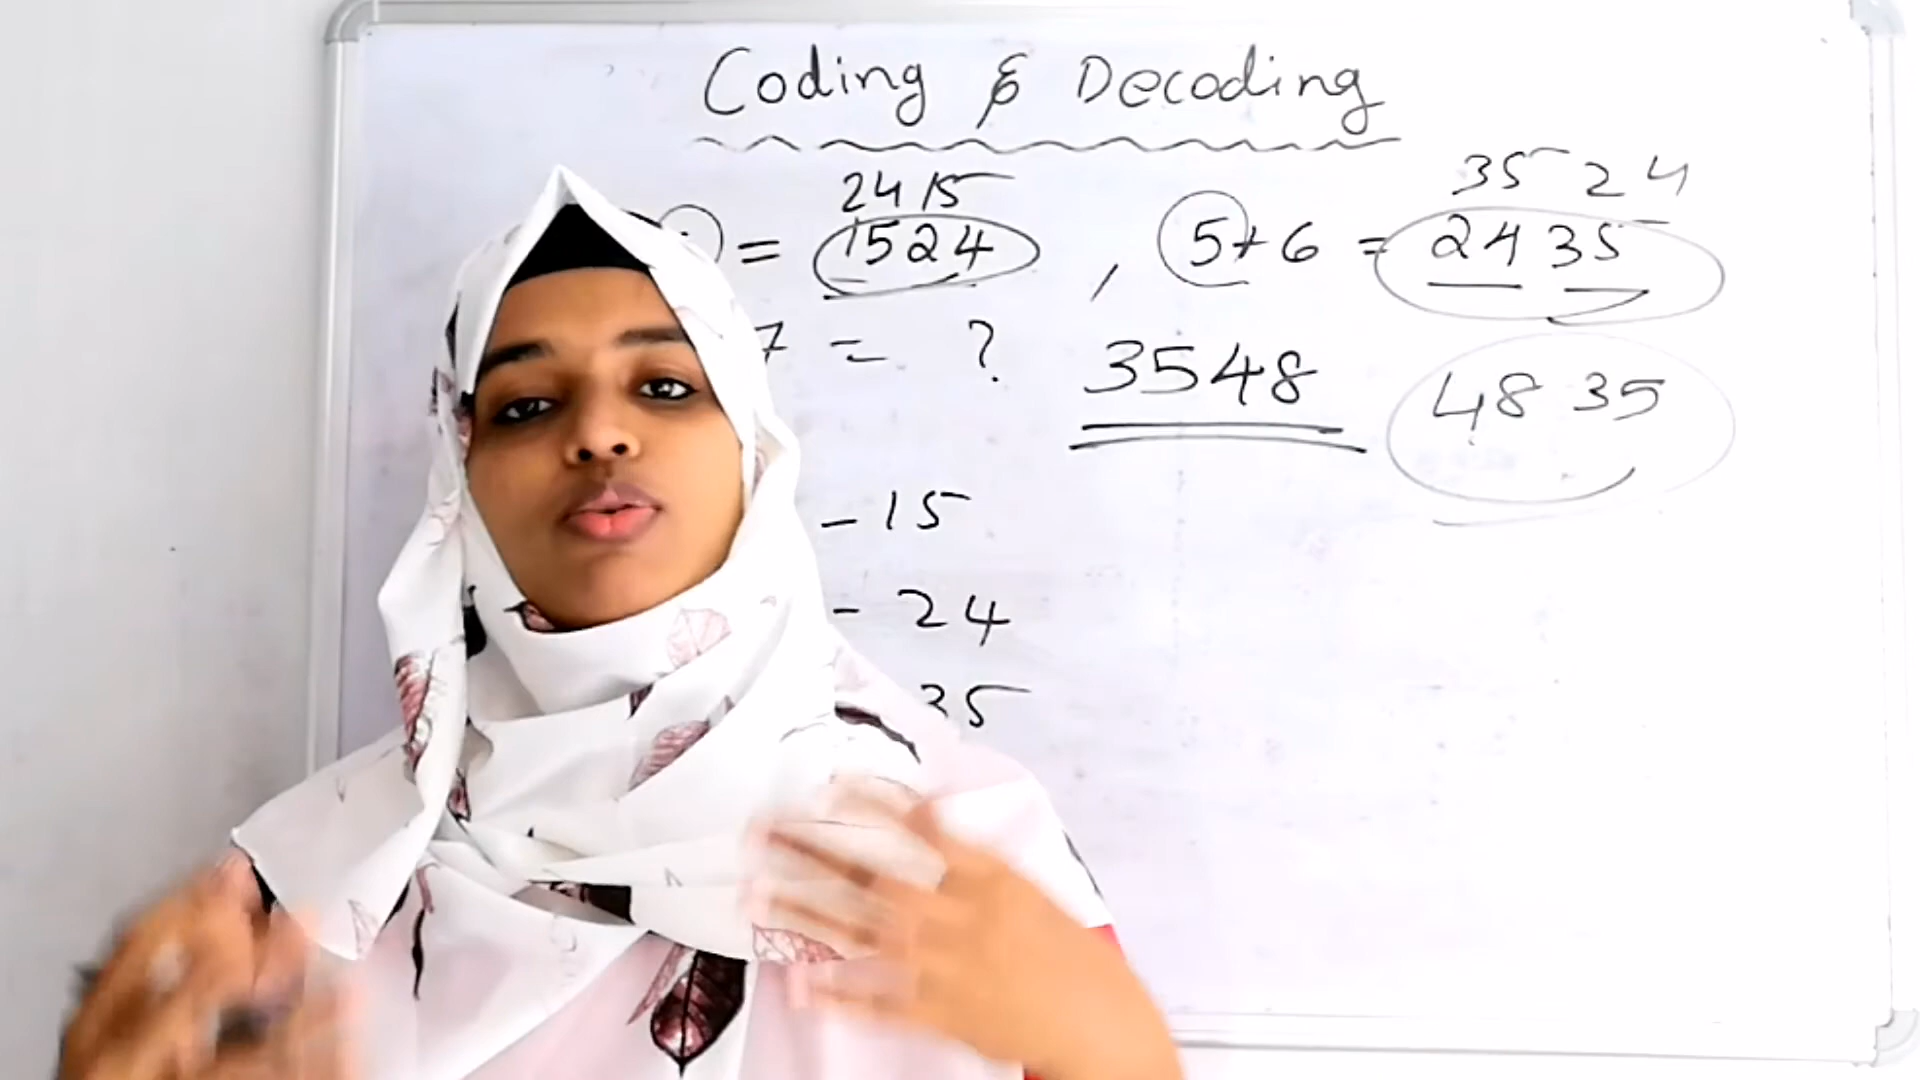 Coding & Decoding
2415
3524
= 1524 , 5+6 = 2435
7 = ? 3548 4835
- 15
- 24
35